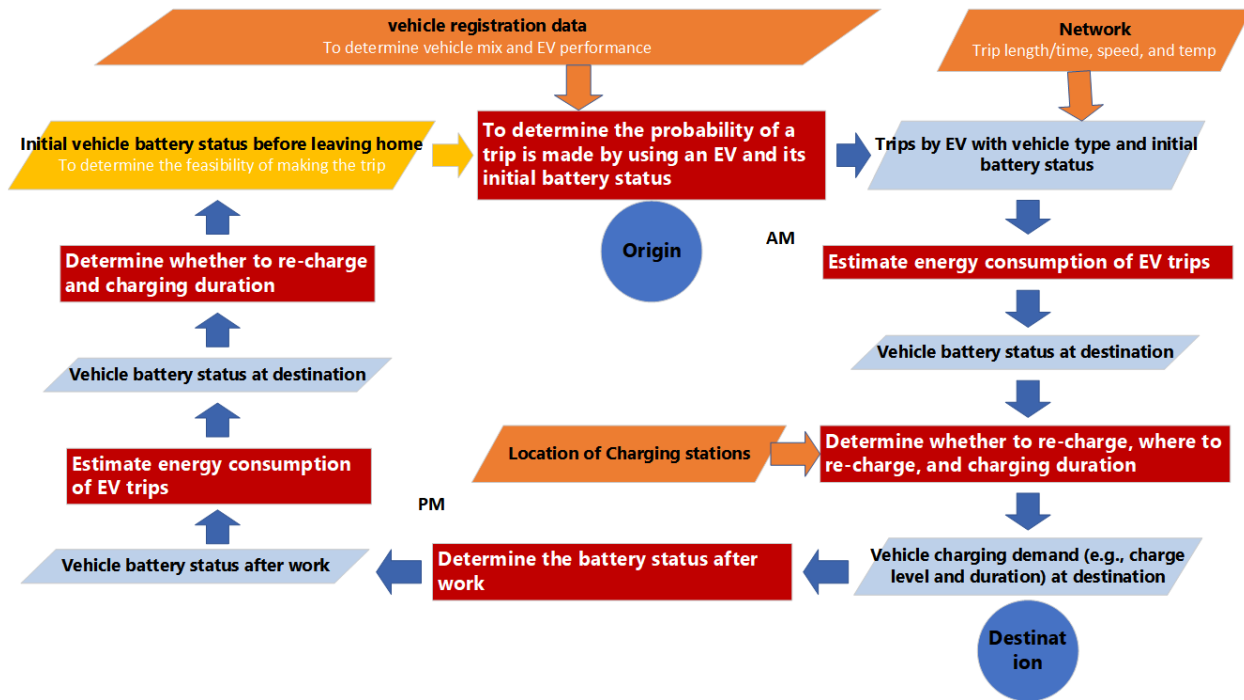 vehicle registration data
To determine vehicle mix and EV performance
Network
Trip length/time, speed, and temp
Initial vehicle battery status before leaving home
To determine the feasibility of making the trip
To determine the probability of a
trip is made by using an EV and its
initial battery status
Trips by EV with vehicle type and initial
battery status
Origin
AM
Determine whether to re-charge
and charging duration
Estimate energy consumption of EV trips
Vehicle battery status at destination
Vehicle battery status at destination
Location of Charging stations
Determine whether to re-charge, where to
re-charge, and charging duration
Estimate energy consumption
of EV trips
PM
Vehicle battery status after work
Determine the battery status after
work
Vehicle charging demand (e.g., charge
level and duration) at destination
Destinat
ion